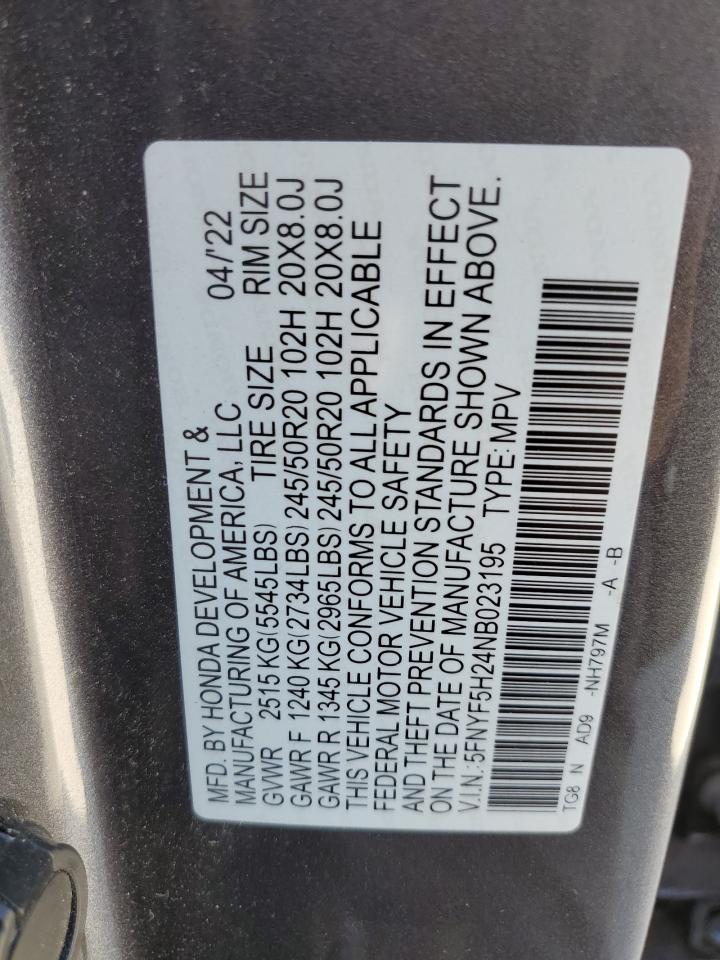 MFD. BY HONDA DEVELOPMENT & 04/'22
MANUFACTURING OF AMERICA, LLC
GVWR 2515 KG(5545LBS) TIRE SIZE RIM SIZE
GAWR F 1240 KG(2734LBS) 245/50R20 102H 20X8.0J
GAWR R 1345 KG(2965LBS) 245/50R20 102H 20X8.0J
THIS VEHICLE CONFORMS TO ALL APPLICABLE
FEDERAL MOTOR VEHICLE SAFETY
AND THEFT PREVENTION STANDARDS IN EFFECT
ON THE DATE OF MANUFACTURE SHOWN ABOVE.
V.I.N.:5FNYF5H24NB023195 TYPE:MPV
TG8 N AD9 -NH797M -A -B